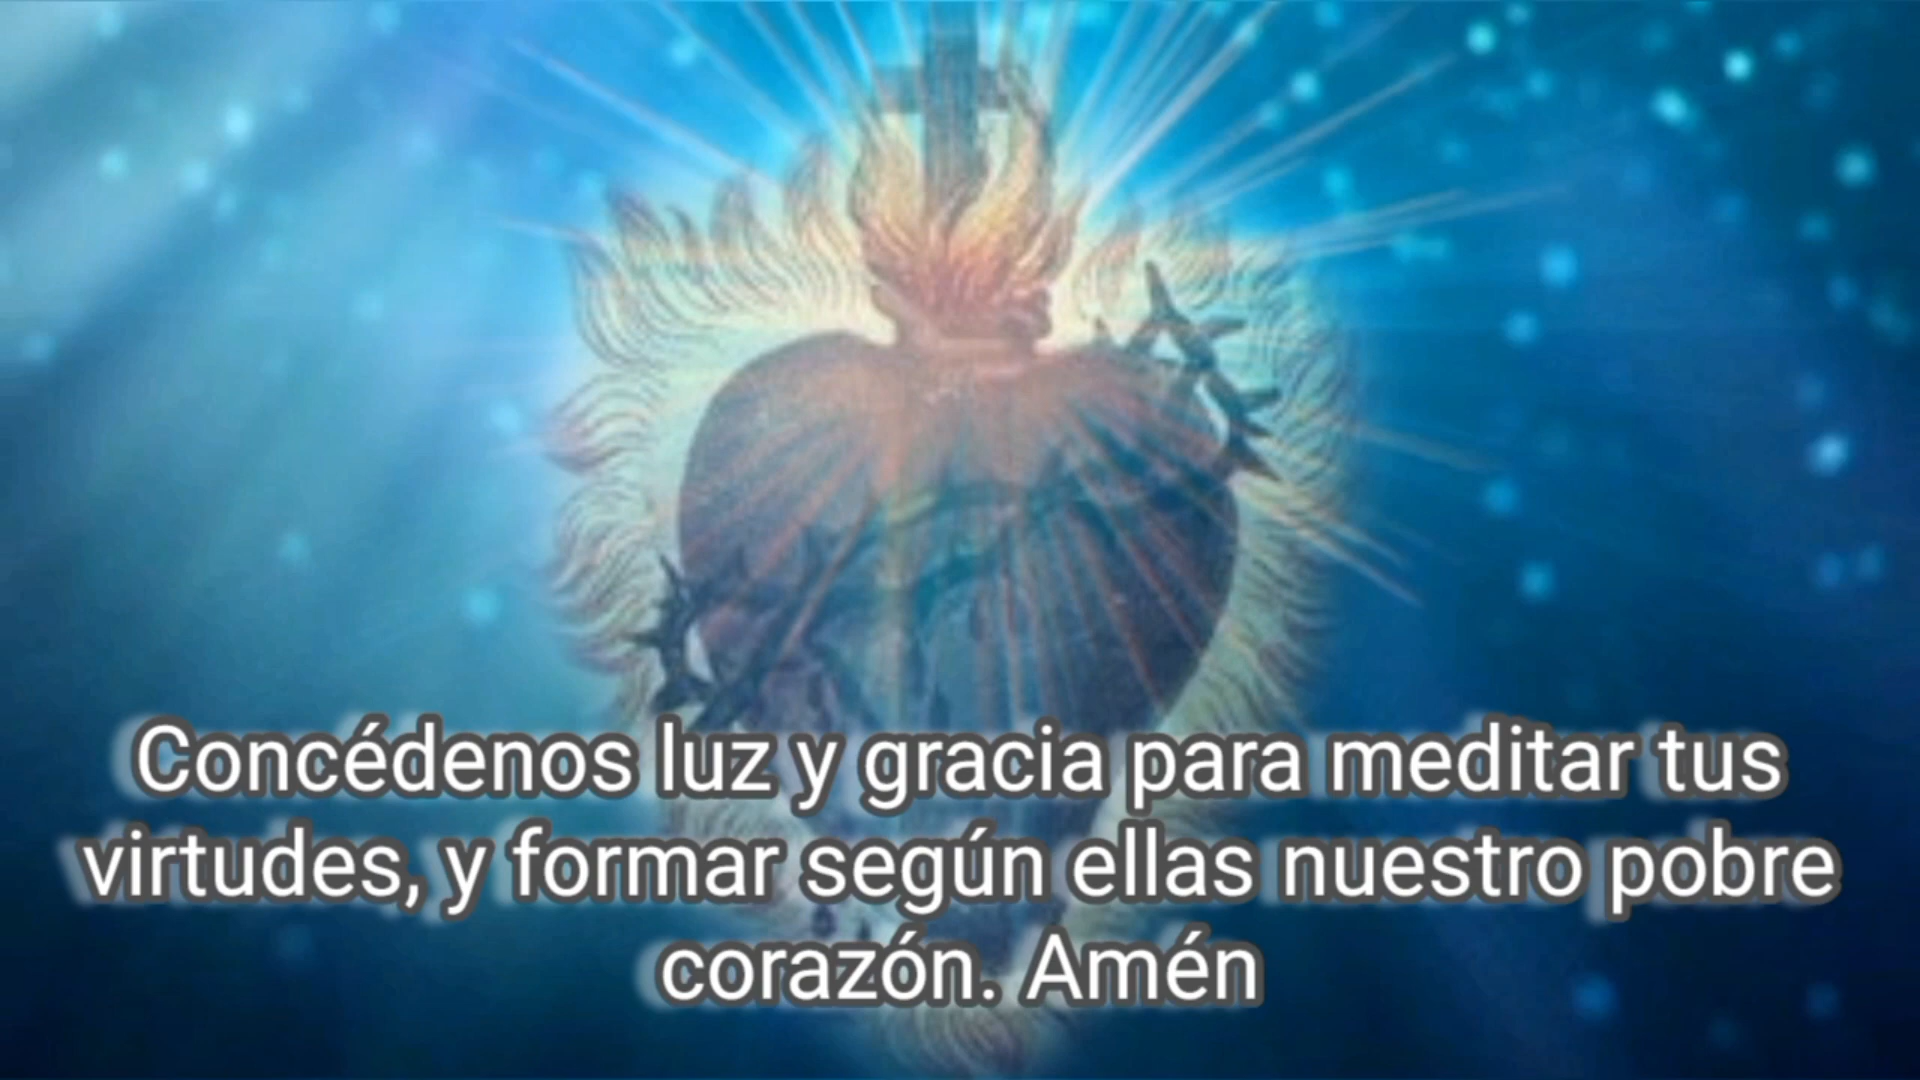 Concédenos luz y gracia para meditar tus
virtudes, y formar según ellas nuestro pobre
corazón. Amén